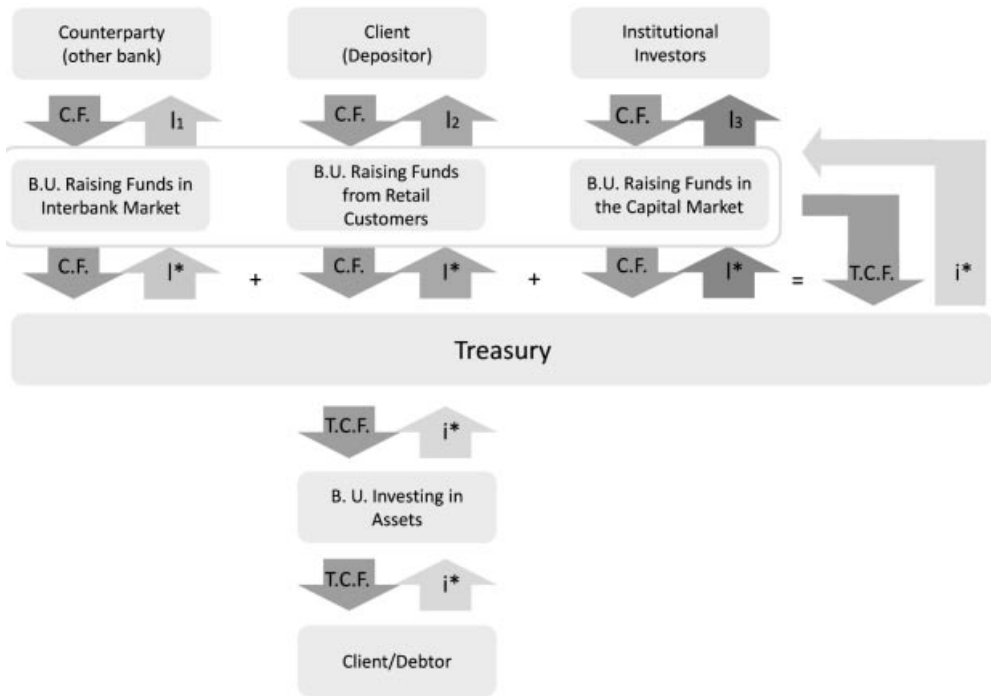 Counterparty
(other bank)
Client
(Depositor)
Institutional
Investors
C.F.
I₁
C.F.
I₂
C.F.
I₃
B.U. Raising Funds in
Interbank Market
B.U. Raising Funds
from Retail
Customers
B.U. Raising Funds in
the Capital Market
C.F.
I*
+
C.F.
I*
+
C.F.
I*
=
T.C.F.
i*
Treasury
T.C.F.
i*
B. U. Investing in
Assets
T.C.F.
i*
Client/Debtor